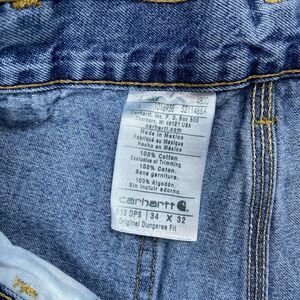 4800
Carhartt, Inc. P.O. Box 600
Dearborn, MI 48121 USA
carhartt.com
Made in Mexico
Fabriqué au Mexique
Hecho en México
100% Cotton
Exclusive of Trimming
100% Coton.
Sans garniture.
100% Algodón.
Sin incluir adorno.
carhartt
913 DPS | 34 X 32
Original Dungaree Fit